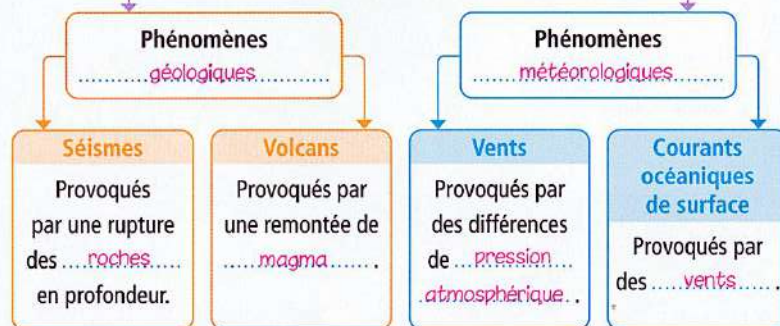 Phénomènes
géologiques
Phénomènes
météorologiques
Séismes
Provoqués
par une rupture
des roches
en profondeur.
Volcans
Provoqués par
une remontée de
magma.
Vents
Provoqués par
des différences
de pression
atmosphérique.
Courants
océaniques
de surface
Provoqués par
des vents.